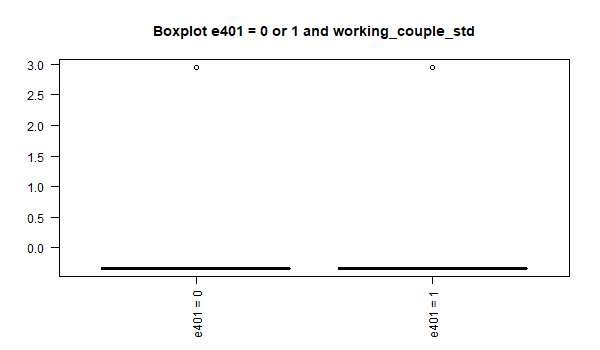 Boxplot e401 = 0 or 1 and working_couple_std
3.0
2.5
2.0
1.5
1.0
0.5
0.0
e401 = 0
e401 = 1